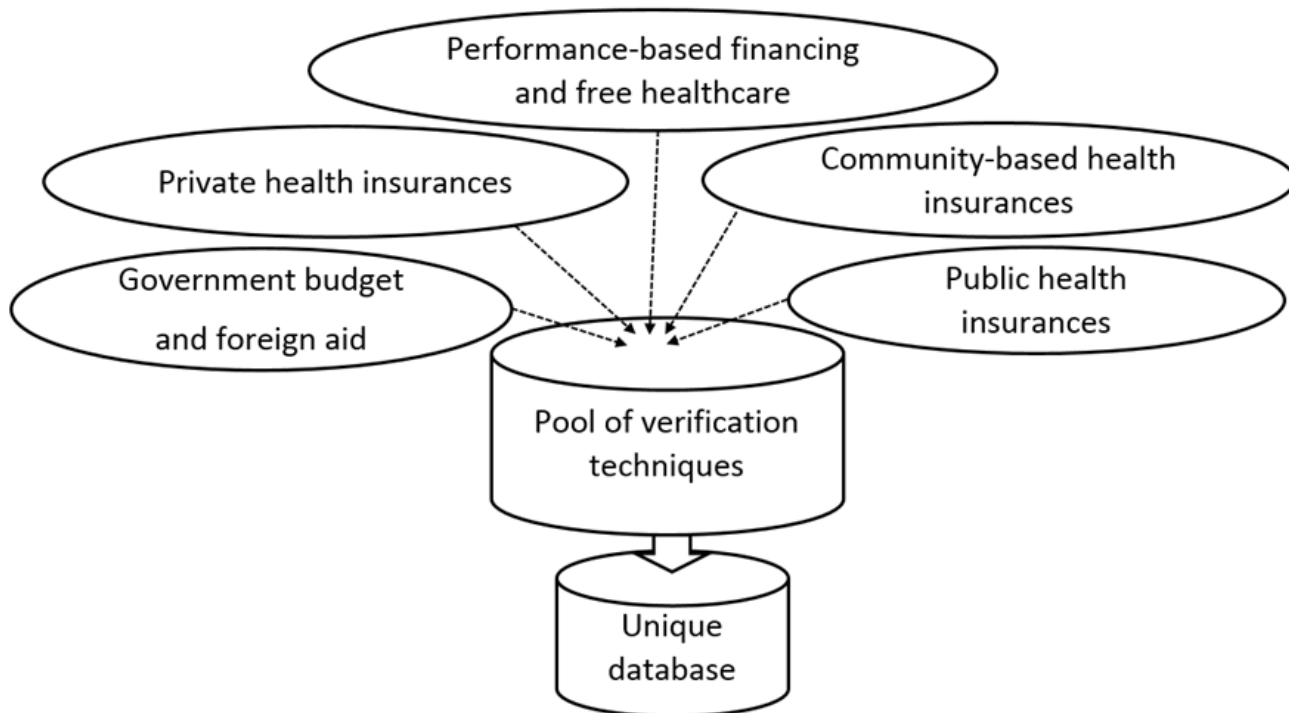 Performance-based financing
and free healthcare
Private health insurances
Community-based health
insurances
Government budget
and foreign aid
Public health
insurances
Pool of verification
techniques
Unique
database